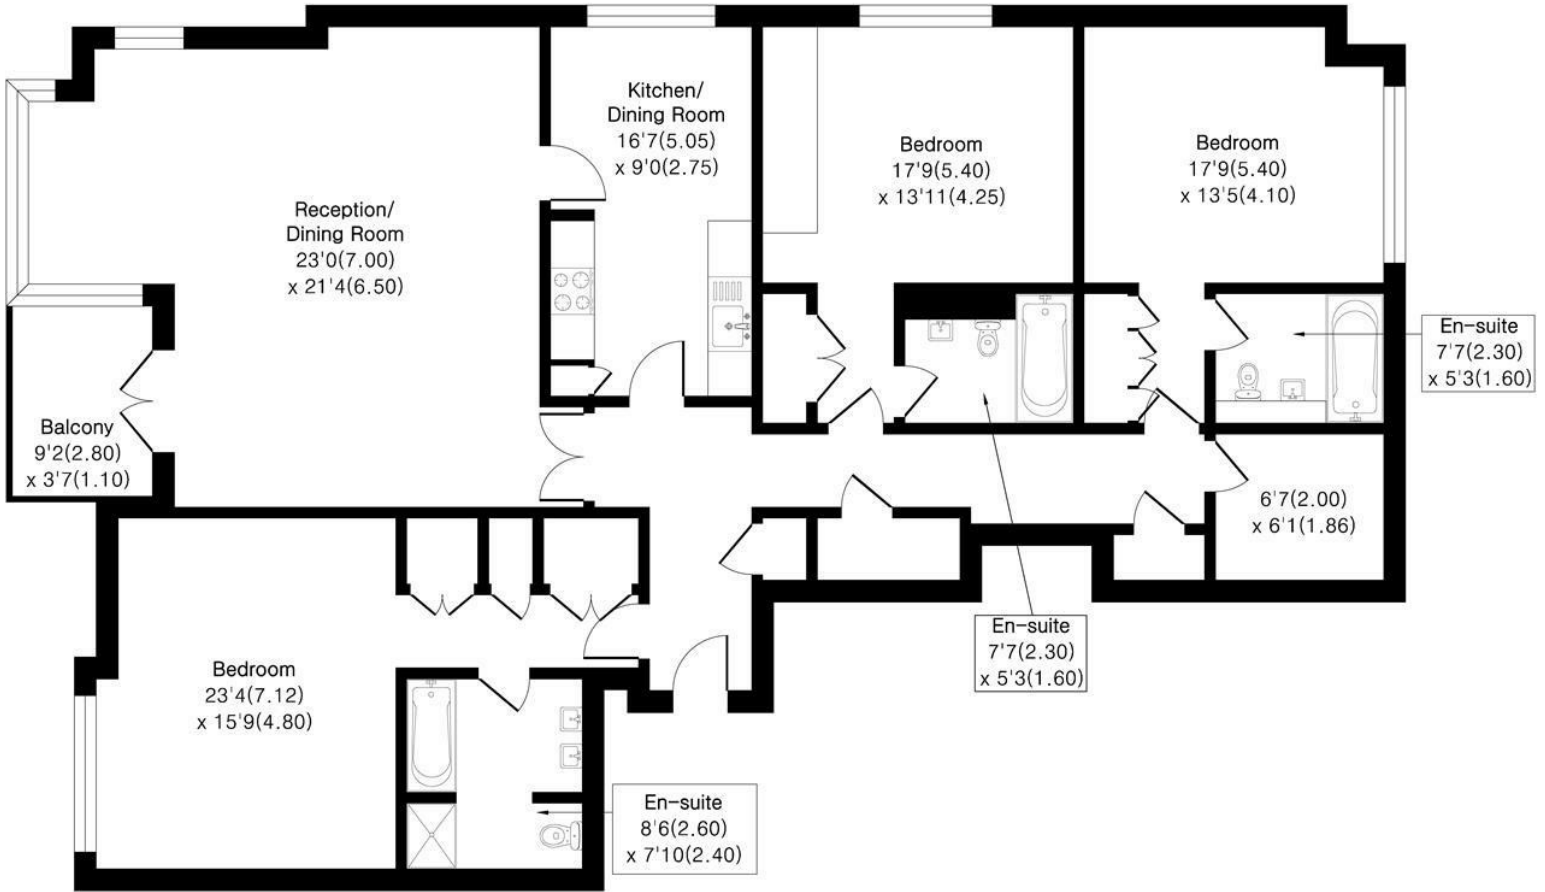 Kitchen/
Dining Room
16'7(5.05)
x 9'0(2.75)
Bedroom
17'9(5.40)
x 13'11(4.25)
Bedroom
17'9(5.40)
x 13'5(4.10)
Reception/
Dining Room
23'0(7.00)
x 21'4(6.50)
En-suite
7'7(2.30)
x 5'3(1.60)
Balcony
9'2(2.80)
x 3'7(1.10)
6'7(2.00)
x 6'1(1.86)
En-suite
7'7(2.30)
x 5'3(1.60)
Bedroom
23'4(7.12)
x 15'9(4.80)
En-suite
8'6(2.60)
x 7'10(2.40)